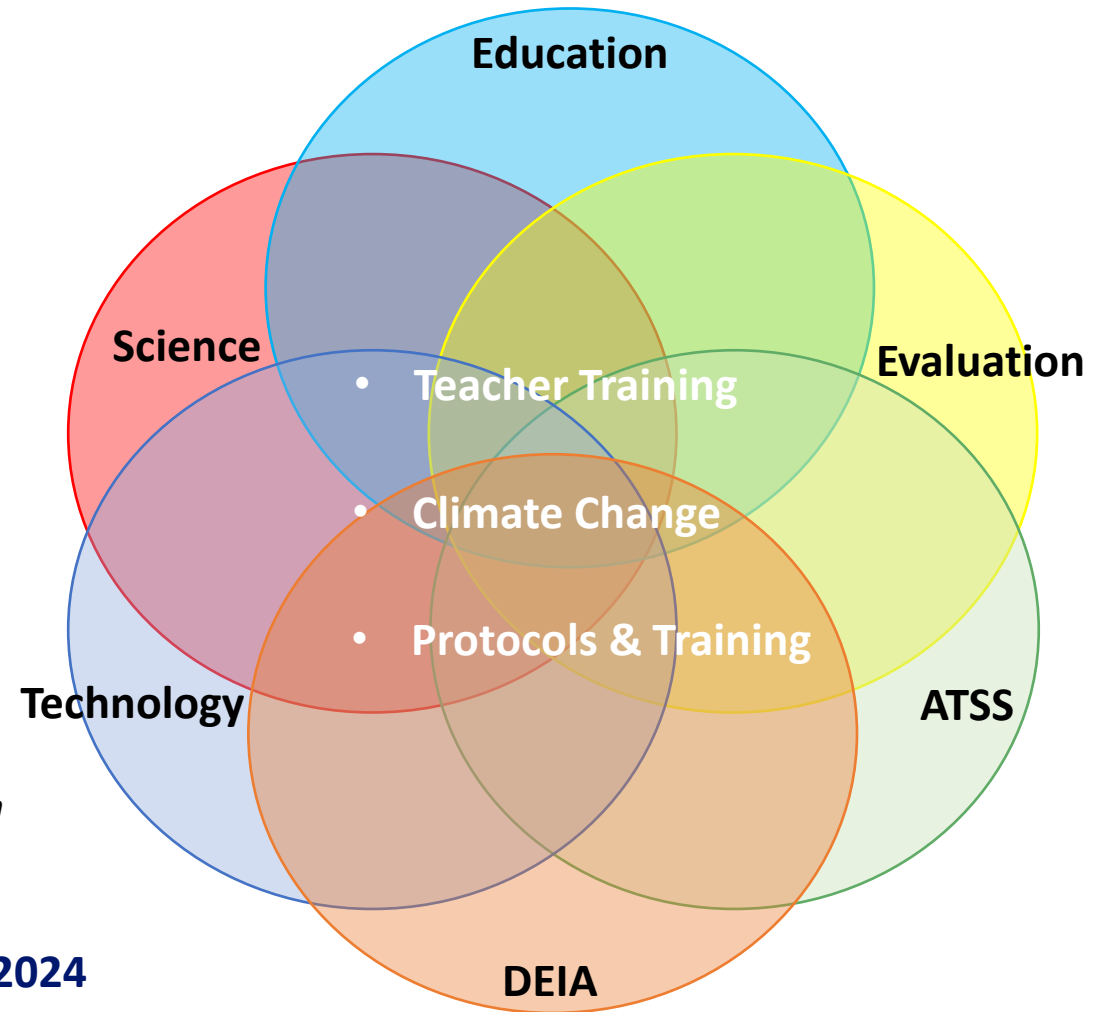 Education
Science
Evaluation
• Teacher Training
• Climate Change
• Protocols & Training
Technology
ATSS
2024
DEIA